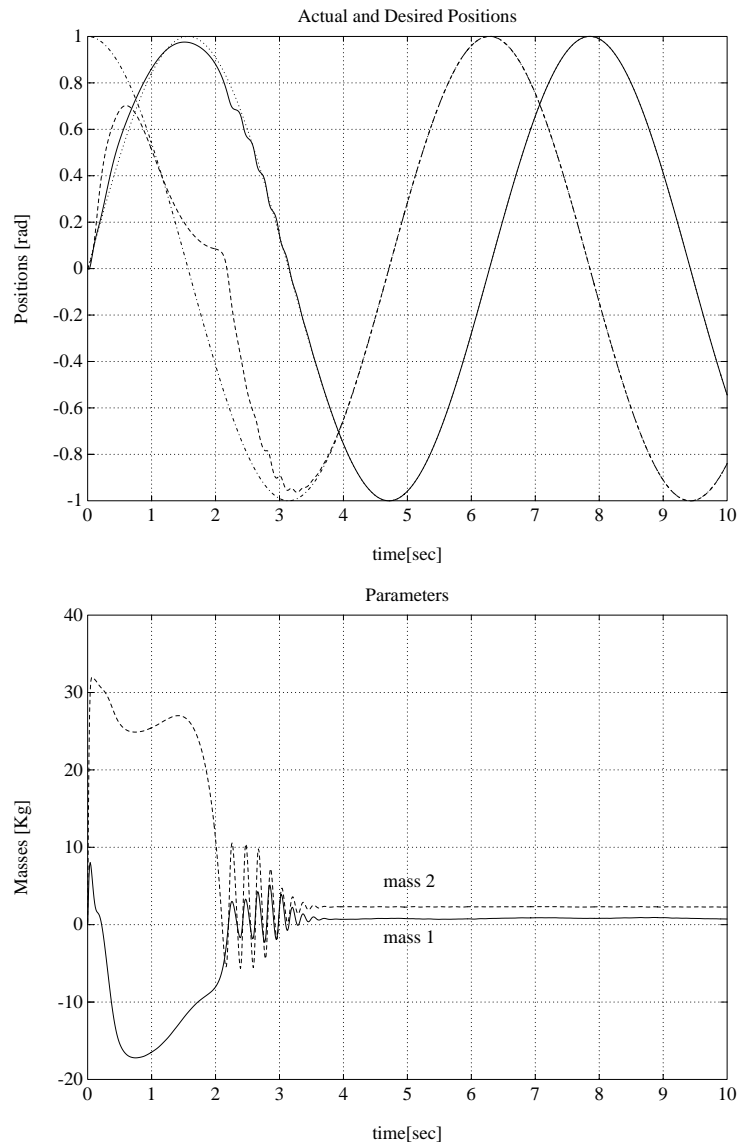 Actual and Desired Positions
1
0.8
0.6
0.4
0.2
0
-0.2
-0.4
-0.6
-0.8
-1
Positions [rad]
0 1 2 3 4 5 6 7 8 9 10
time[sec]
Parameters
40
30
20
10
0
-10
-20
Masses [Kg]
mass 2
mass 1
0 1 2 3 4 5 6 7 8 9 10
time[sec]